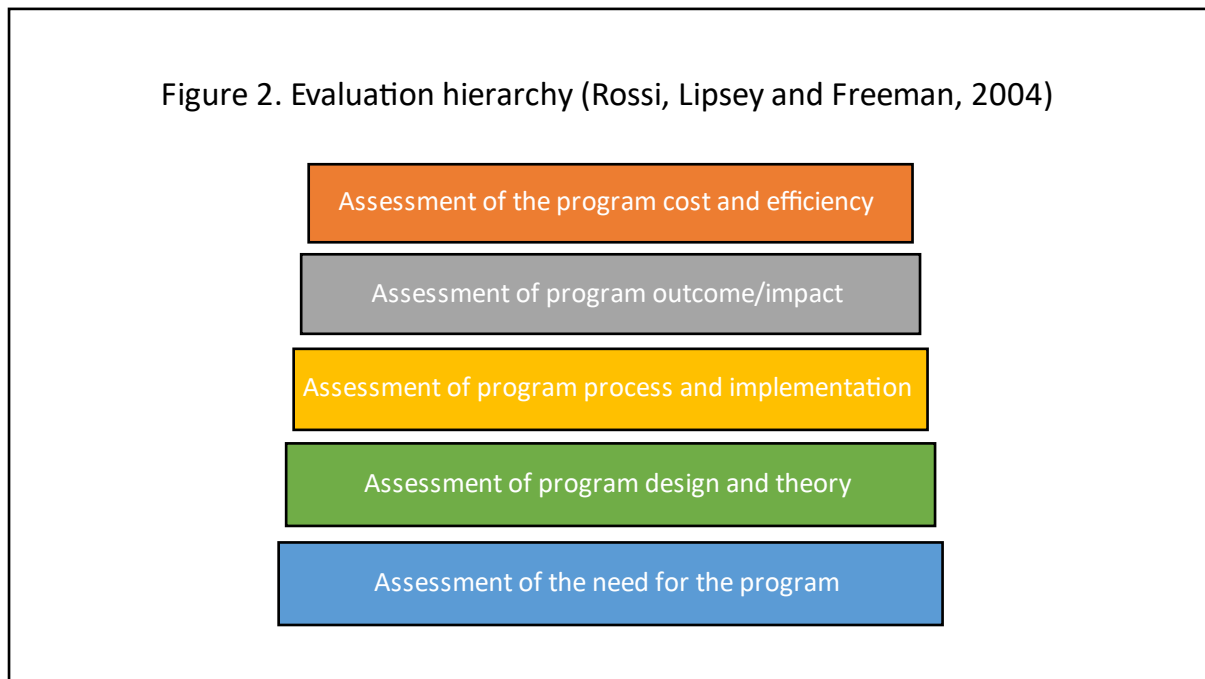 Figure 2. Evaluation hierarchy (Rossi, Lipsey and Freeman, 2004)
Assessment of the program cost and efficiency
Assessment of program outcome/impact
Assessment of program process and implementation
Assessment of program design and theory
Assessment of the need for the program